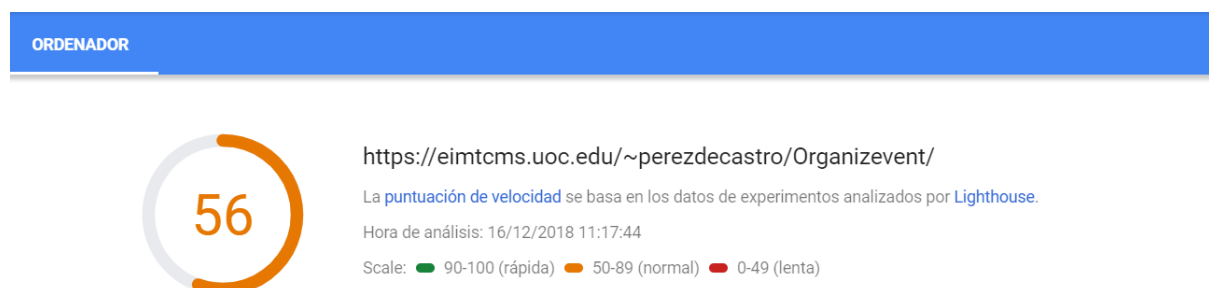 ORDENADOR
56
https://eimtcms.uoc.edu/~perezdecastro/Organizevent/
La puntuación de velocidad se basa en los datos de experimentos analizados por Lighthouse.
Hora de análisis: 16/12/2018 11:17:44
Scale: 90-100 (rápida) 50-89 (normal) 0-49 (lenta)